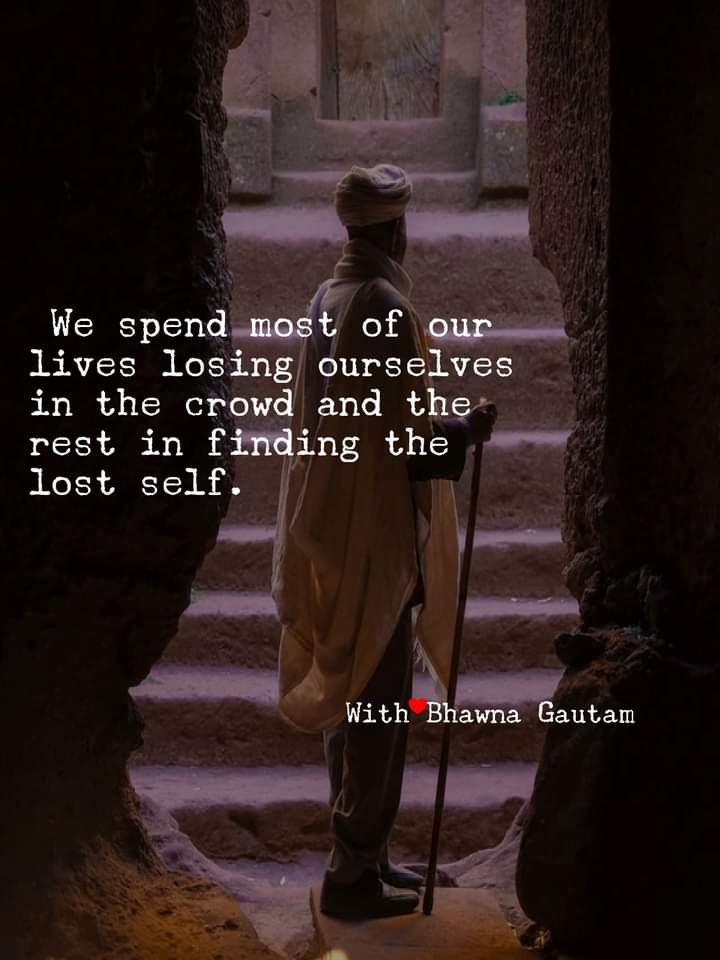 We spend most of our
lives losing ourselves
in the crowd and the
rest in finding the
lost self.
With❤Bhawna Gautam